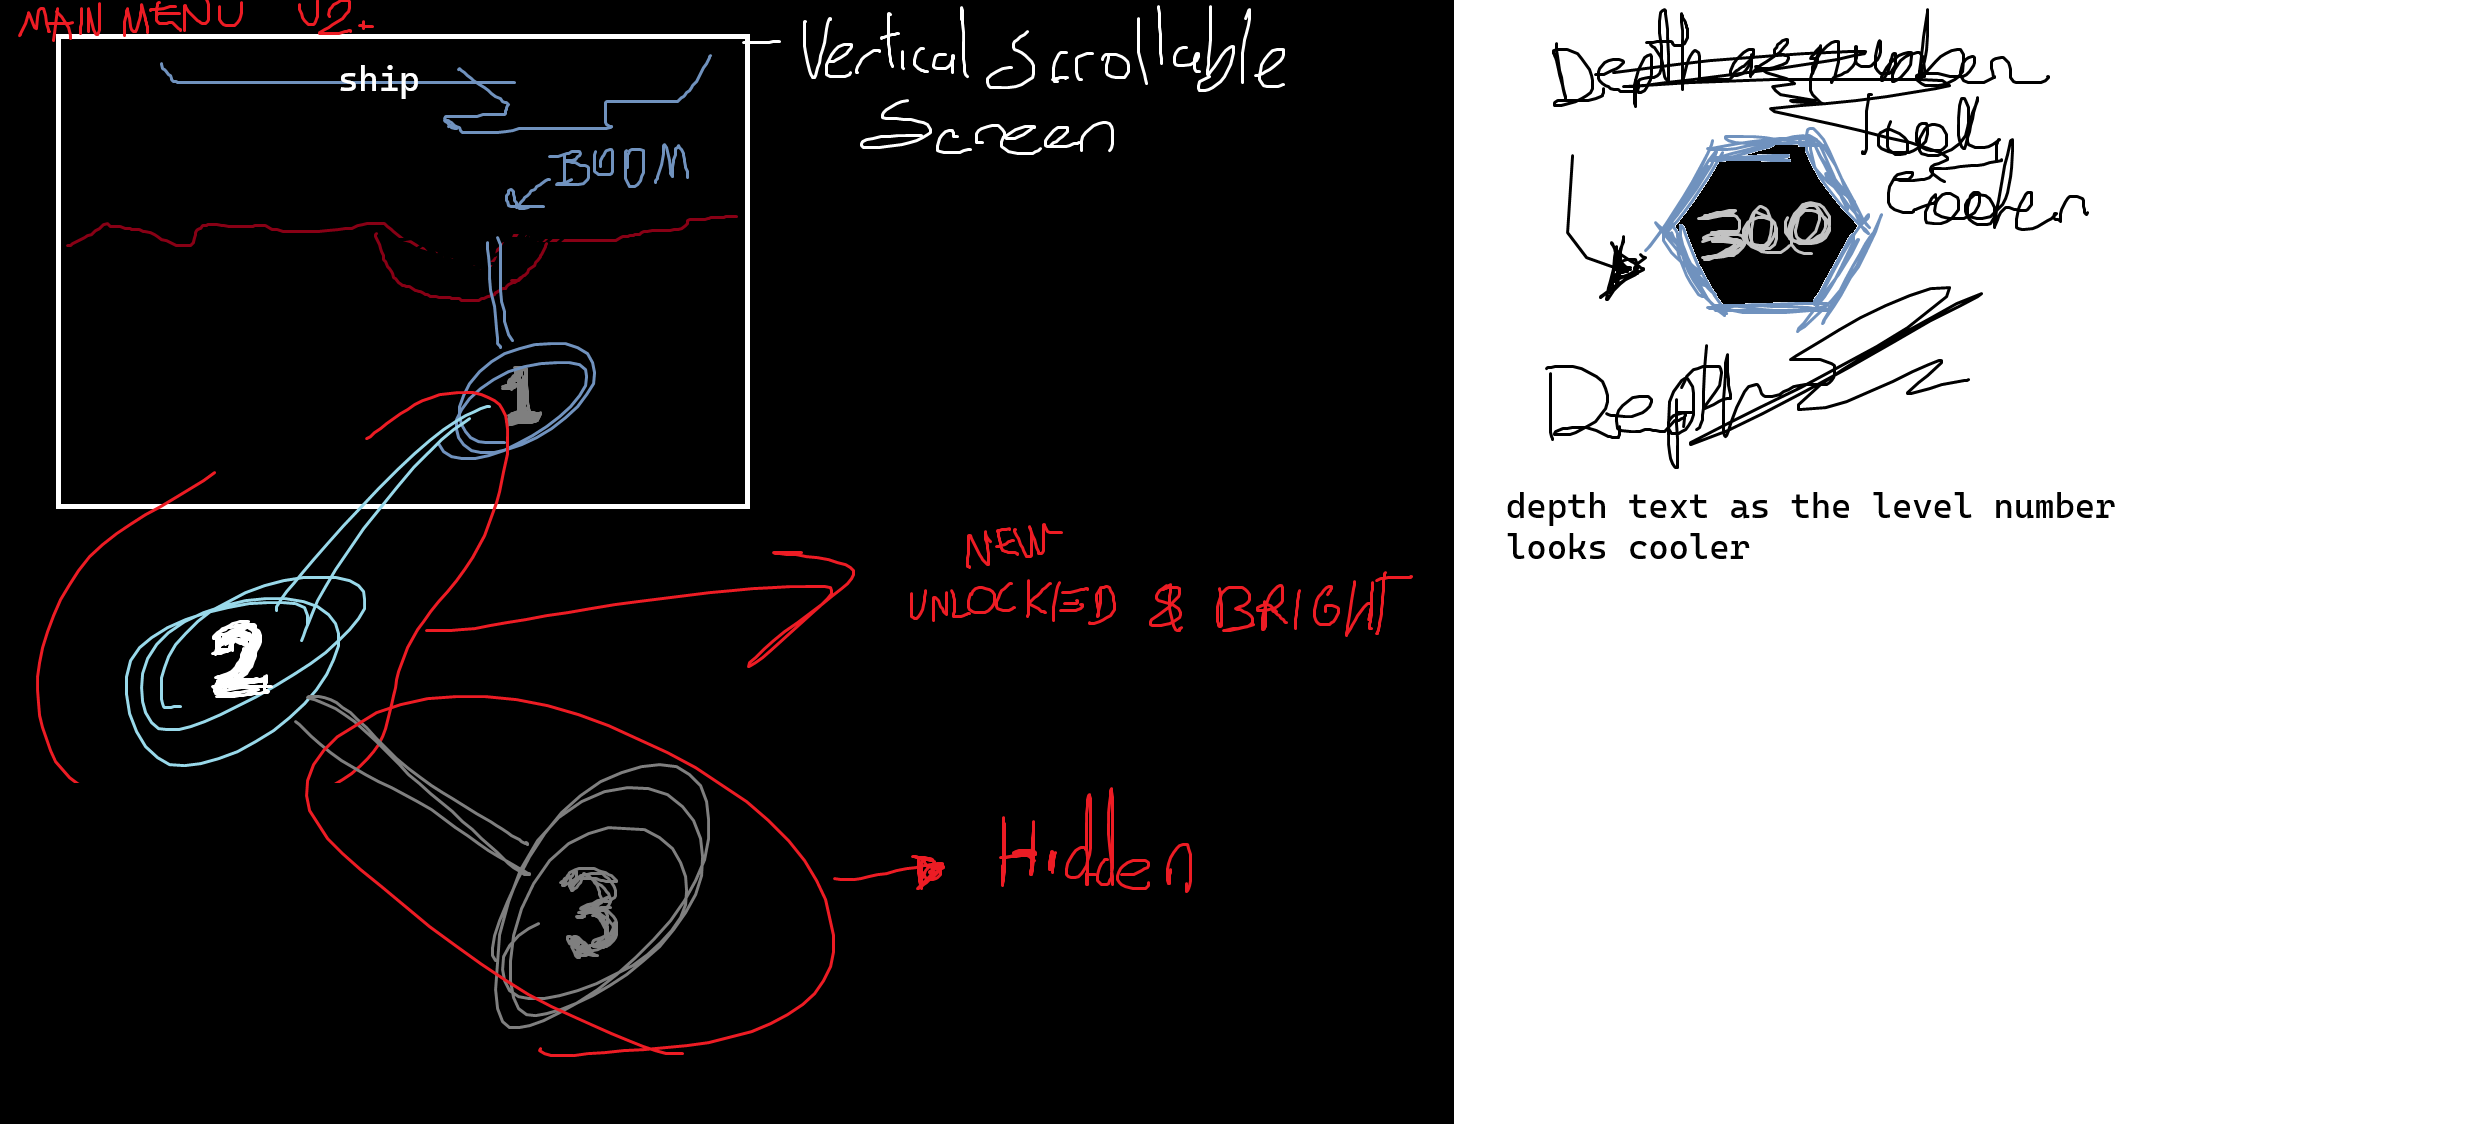 MAIN MENU V2.
ship
Vertical Scrollable
Screen
BOOM
1
2
3
NEW
UNLOCKED & BRIGHT
Hidden
Depth as number
look
cooler
300
Depth
depth text as the level number
looks cooler